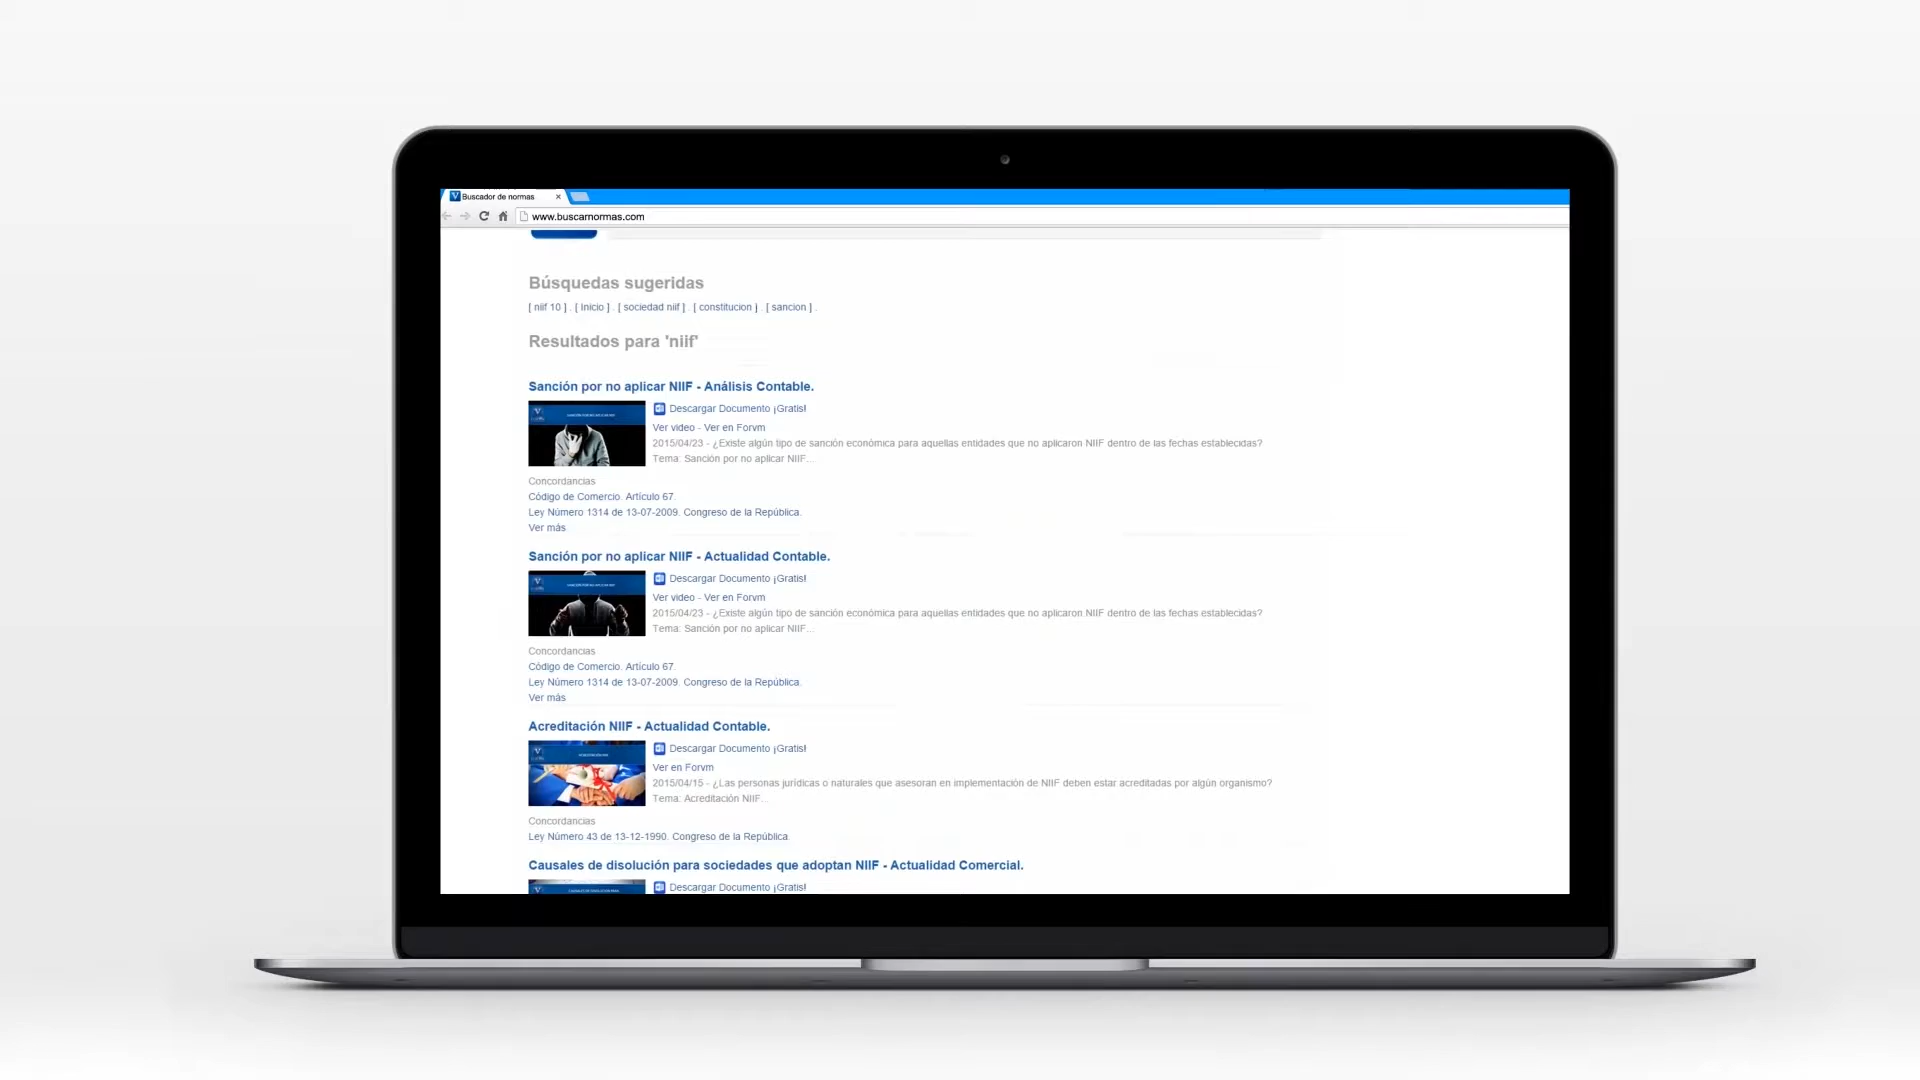 Buscador de normas
www.buscarnormas.com
Búsquedas sugeridas
[ niif 10 ] . [ Inicio ] . [ sociedad niif ] . [ constitucion ] . [ sancion ] .
Resultados para 'niif'
Sanción por no aplicar NIIF - Análisis Contable.
Descargar Documento ¡Gratis!
Ver video - Ver en Forvm
2015/04/23 - ¿Existe algún tipo de sanción económica para aquellas entidades que no aplicaron NIIF dentro de las fechas establecidas?
Tema: Sanción por no aplicar NIIF...
Concordancias
Código de Comercio. Artículo 67.
Ley Número 1314 de 13-07-2009. Congreso de la República.
Ver más
Sanción por no aplicar NIIF - Actualidad Contable.
Descargar Documento ¡Gratis!
Ver video - Ver en Forvm
2015/04/23 - ¿Existe algún tipo de sanción económica para aquellas entidades que no aplicaron NIIF dentro de las fechas establecidas?
Tema: Sanción por no aplicar NIIF...
Concordancias
Código de Comercio. Artículo 67.
Ley Número 1314 de 13-07-2009. Congreso de la República.
Ver más
Acreditación NIIF - Actualidad Contable.
Descargar Documento ¡Gratis!
Ver en Forvm
2015/04/15 - ¿Las personas jurídicas o naturales que asesoran en implementación de NIIF deben estar acreditadas por algún organismo?
Tema: Acreditación NIIF...
Concordancias
Ley Número 43 de 13-12-1990. Congreso de la República.
Causales de disolución para sociedades que adoptan NIIF - Actualidad Comercial.
Descargar Documento ¡Gratis!